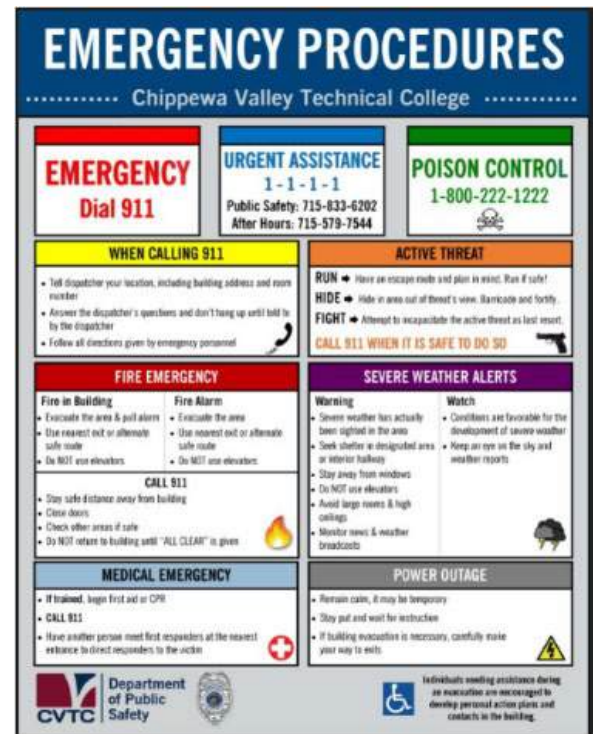 EMERGENCY PROCEDURES
Chippewa Valley Technical College
EMERGENCY
Dial 911
URGENT ASSISTANCE
1-1-1-1
Public Safety: 715-833-6202
After Hours: 715-579-7544
POISON CONTROL
1-800-222-1222
WHEN CALLING 911
• Tell dispatcher your location, including building address and room
number
• Answer the dispatcher's questions and don't hang up until told to
by the dispatcher
• Follow all directions given by emergency personnel
ACTIVE THREAT
RUN ➡ Have an escape route and plan in mind. Run if safe!
HIDE ➡ Hide in area out of threat's view. Barricade and fortify.
FIGHT ➡ Attempt to incapacitate the active threat as last resort.
CALL 911 WHEN IT IS SAFE TO DO SO
FIRE EMERGENCY
Fire in Building
• Evacuate the area & pull alarm
• Use nearest exit or alternate
safe route
• Do NOT use elevators
Fire Alarm
• Evacuate the area
• Use nearest exit or alternate
safe route
• Do NOT use elevators
CALL 911
• Stay safe distance away from building
• Close doors
• Check other areas if safe
• Do NOT return to building until "ALL CLEAR" is given
SEVERE WEATHER ALERTS
Warning
• Severe weather has actually
been sighted in the area
• Seek shelter in designated area
or interior hallway
• Stay away from windows
• Do NOT use elevators
• Avoid large rooms & high
ceilings
• Monitor news & weather
broadcasts
Watch
• Conditions are favorable for the
development of severe weather
• Keep an eye on the sky and
weather reports
MEDICAL EMERGENCY
• If trained, begin first aid or CPR
• CALL 911
• Have another person meet first responders at the nearest
entrance to direct responders to the victim
POWER OUTAGE
• Remain calm, it may be temporary
• Stay put and wait for instruction
• If building evacuation is necessary, carefully make
your way to exits
CVTC
Department
of Public
Safety
Individuals needing assistance during
an evacuation are encouraged to
develop personal action plans and
contacts in the building.